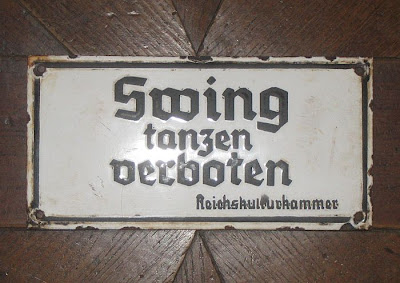 Swing
tanzen
verboten
Reichskulturkammer